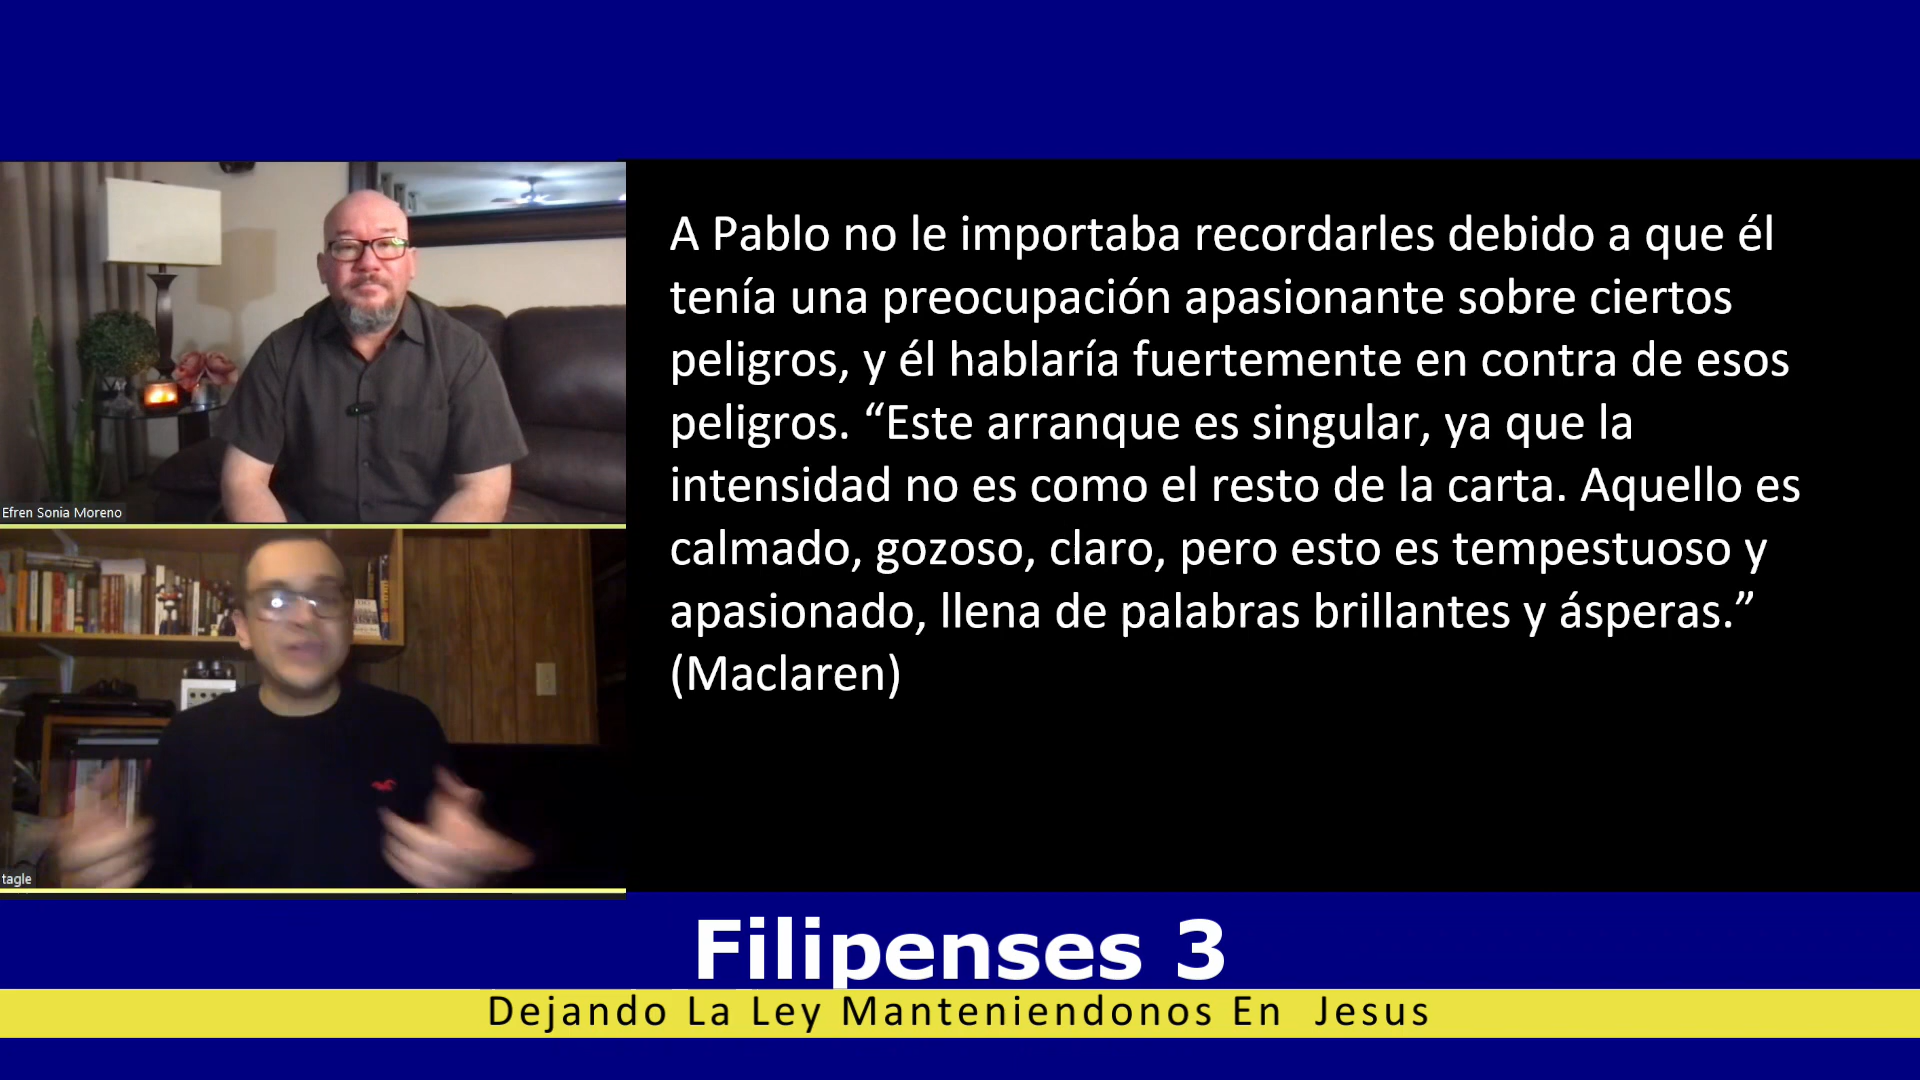 A Pablo no le importaba recordarles debido a que él
tenía una preocupación apasionante sobre ciertos
peligros, y él hablaría fuertemente en contra de esos
peligros. “Este arranque es singular, ya que la
intensidad no es como el resto de la carta. Aquello es
calmado, gozoso, claro, pero esto es tempestuoso y
apasionado, llena de palabras brillantes y ásperas.”
(Maclaren)
Efren Sonia Moreno
tagle
Filipenses 3
Dejando La Ley Manteniendonos En Jesus